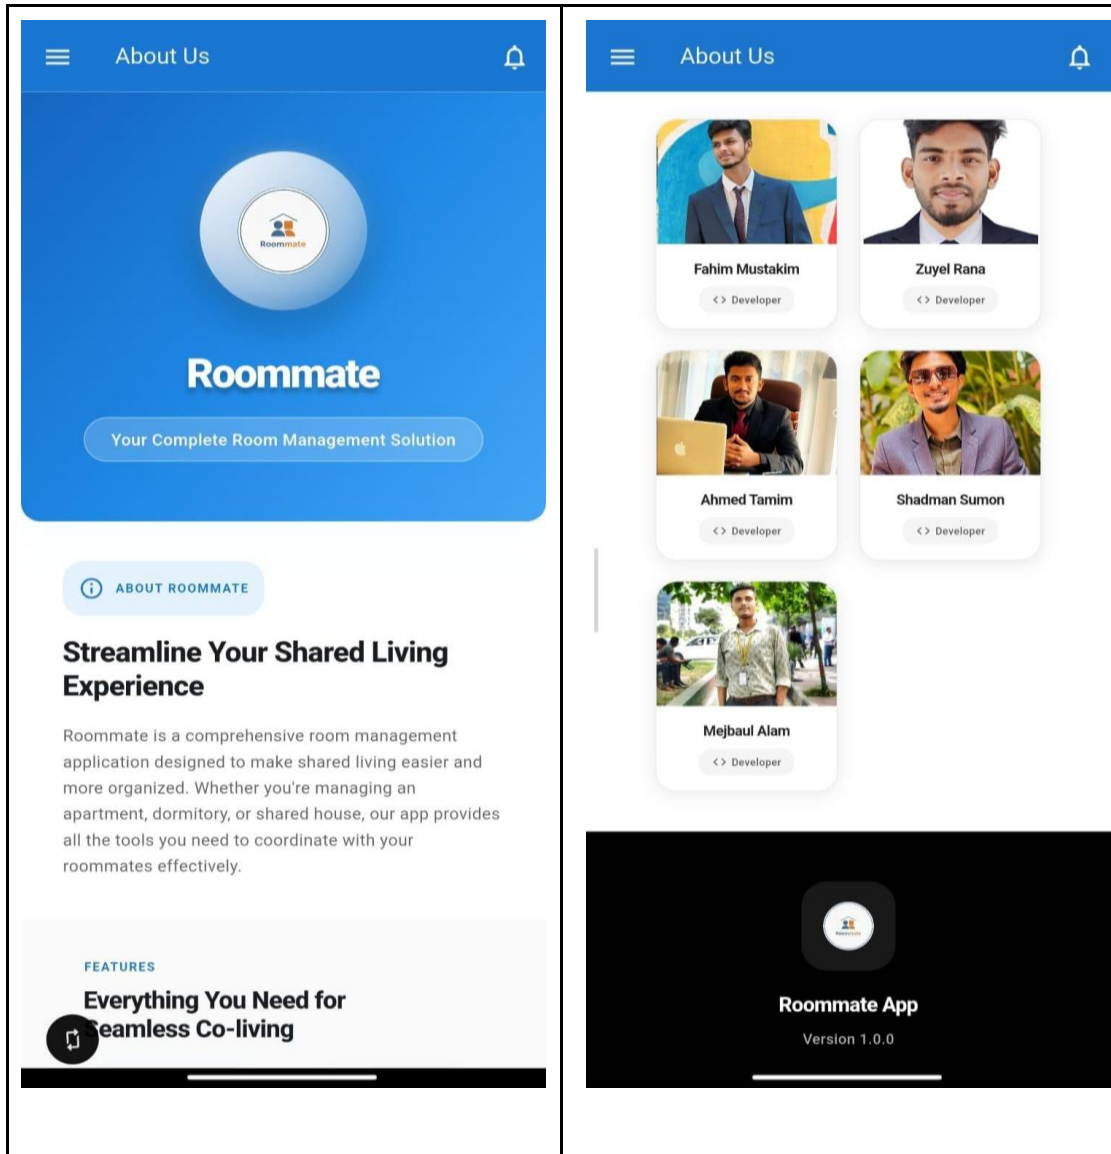 About Us
Roommate
Roommate
Your Complete Room Management Solution
ABOUT ROOMMATE
Streamline Your Shared Living
Experience
Roommate is a comprehensive room management
application designed to make shared living easier and
more organized. Whether you're managing an
apartment, dormitory, or shared house, our app provides
all the tools you need to coordinate with your
roommates effectively.
FEATURES
Everything You Need for
Seamless Co-living
About Us
Fahim Mustakim
<> Developer
Zuyel Rana
<> Developer
Ahmed Tamim
<> Developer
Shadman Sumon
<> Developer
Mejbaul Alam
<> Developer
Roommate
Roommate App
Version 1.0.0